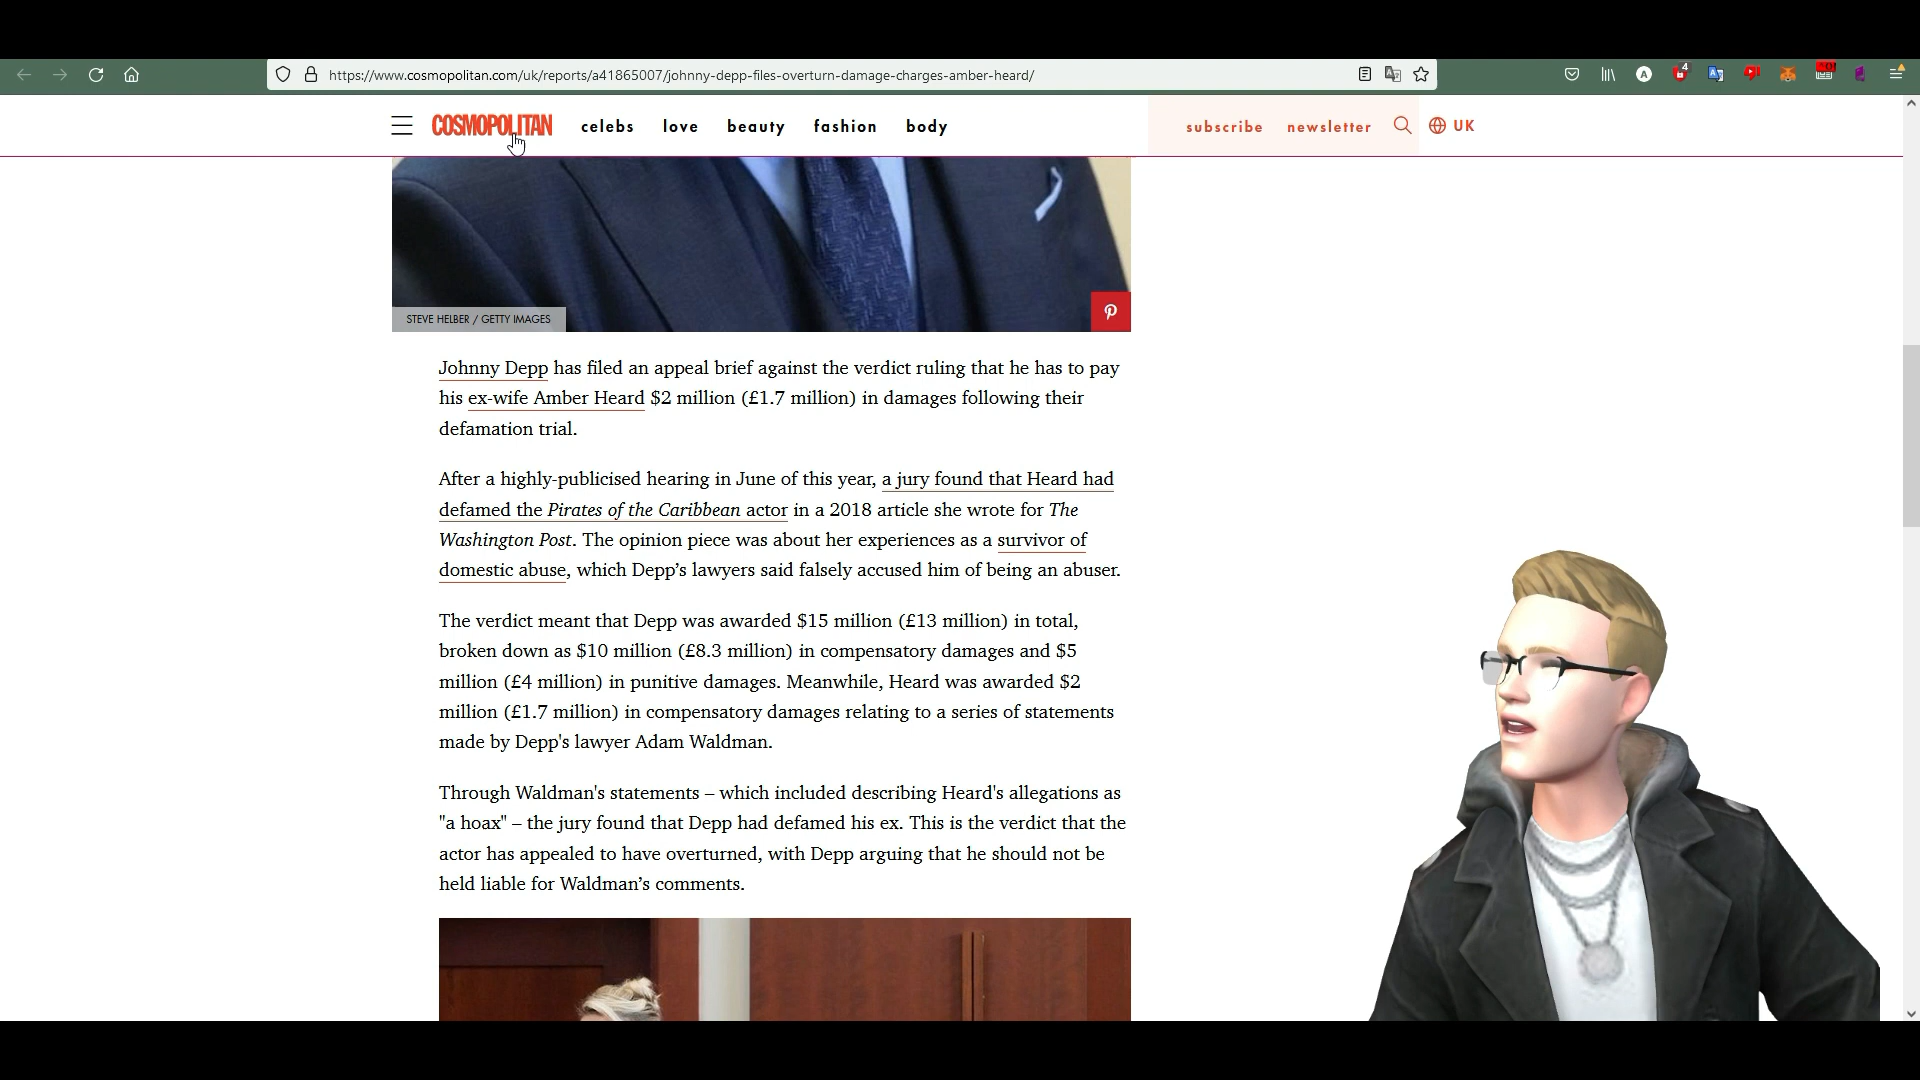 https://www.cosmopolitan.com/uk/reports/a41865007/johnny-depp-files-overturn-damage-charges-amber-heard/
A
4
COSMOPOLITAN
celebs love beauty fashion body
subscribe newsletter
UK
STEVE HELBER / GETTY IMAGES
Johnny Depp has filed an appeal brief against the verdict ruling that he has to pay
his ex-wife Amber Heard $2 million (£1.7 million) in damages following their
defamation trial.
After a highly-publicised hearing in June of this year, a jury found that Heard had
defamed the Pirates of the Caribbean actor in a 2018 article she wrote for The
Washington Post. The opinion piece was about her experiences as a survivor of
domestic abuse, which Depp’s lawyers said falsely accused him of being an abuser.
The verdict meant that Depp was awarded $15 million (£13 million) in total,
broken down as $10 million (£8.3 million) in compensatory damages and $5
million (£4 million) in punitive damages. Meanwhile, Heard was awarded $2
million (£1.7 million) in compensatory damages relating to a series of statements
made by Depp's lawyer Adam Waldman.
Through Waldman's statements – which included describing Heard's allegations as
"a hoax" – the jury found that Depp had defamed his ex. This is the verdict that the
actor has appealed to have overturned, with Depp arguing that he should not be
held liable for Waldman’s comments.